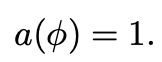 a(ϕ) = 1.